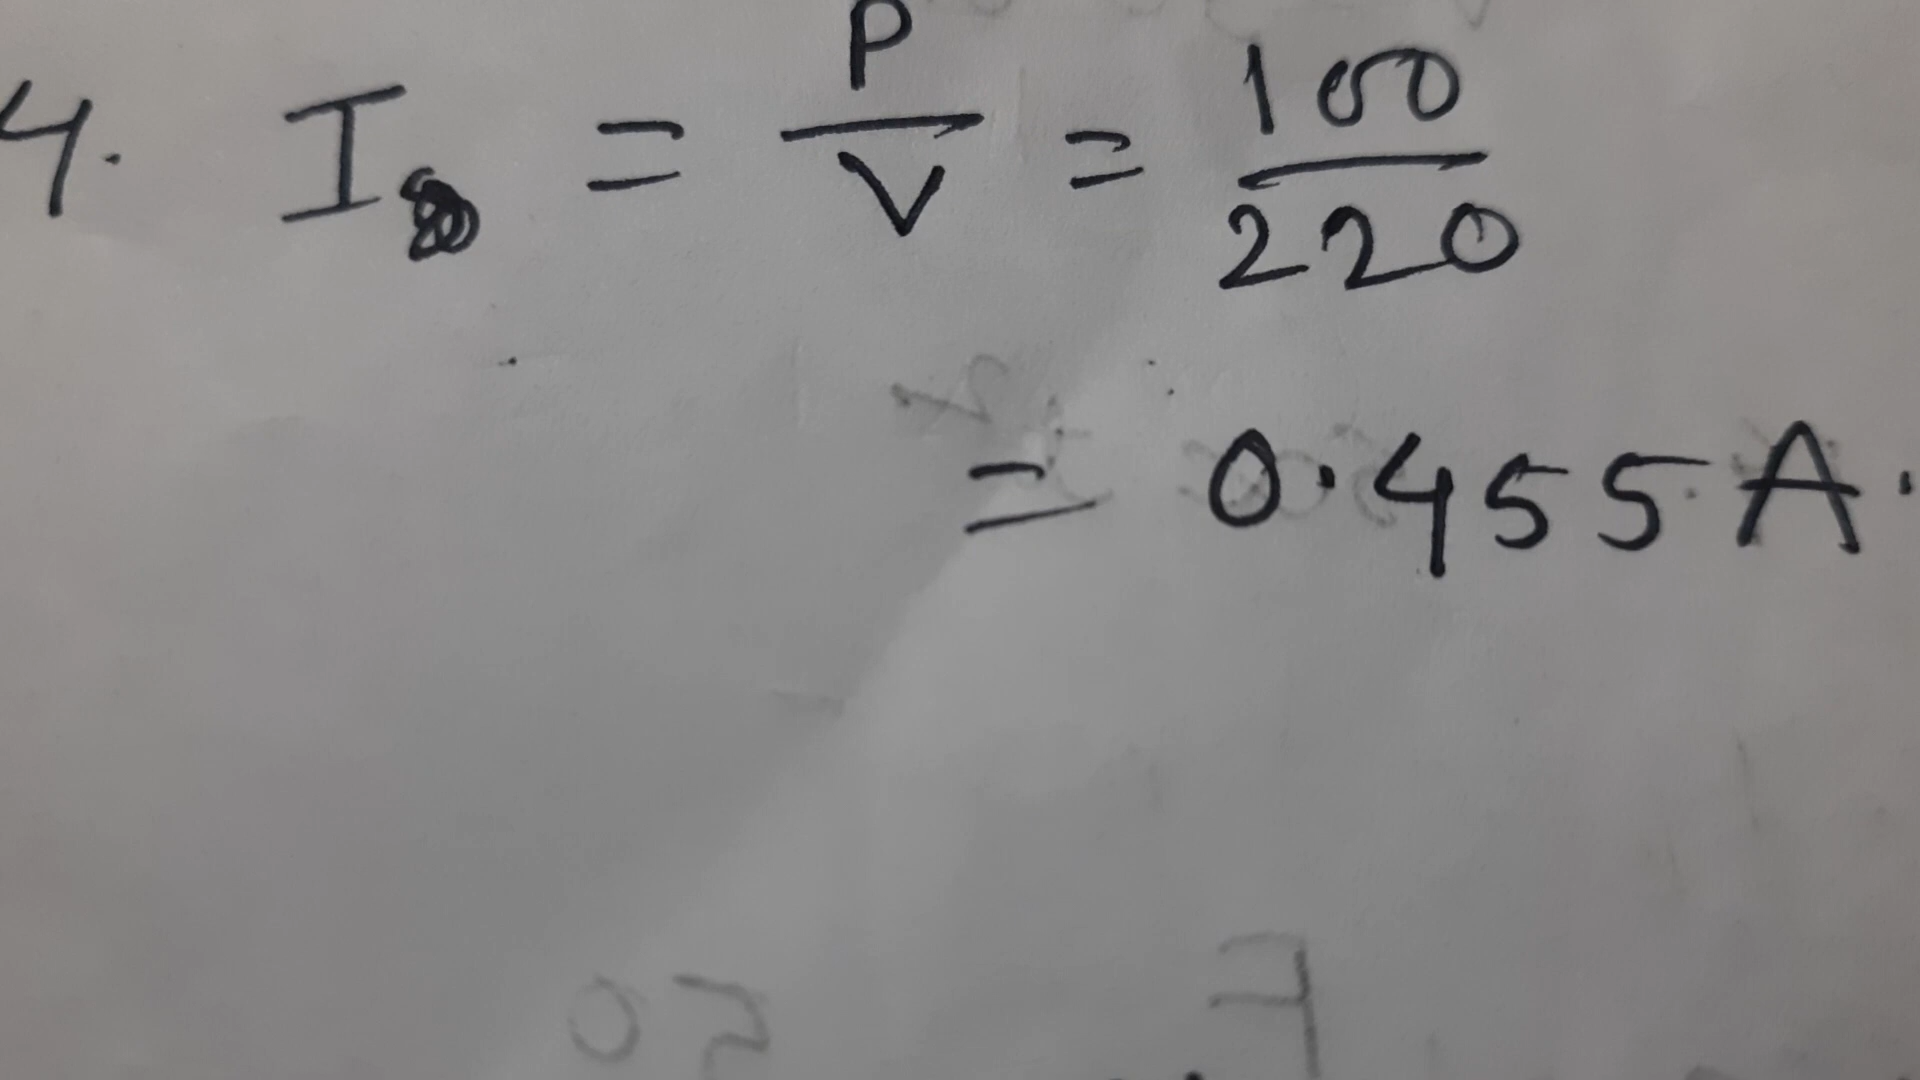 4. I = P/V = 100/220
= 0.455 A.